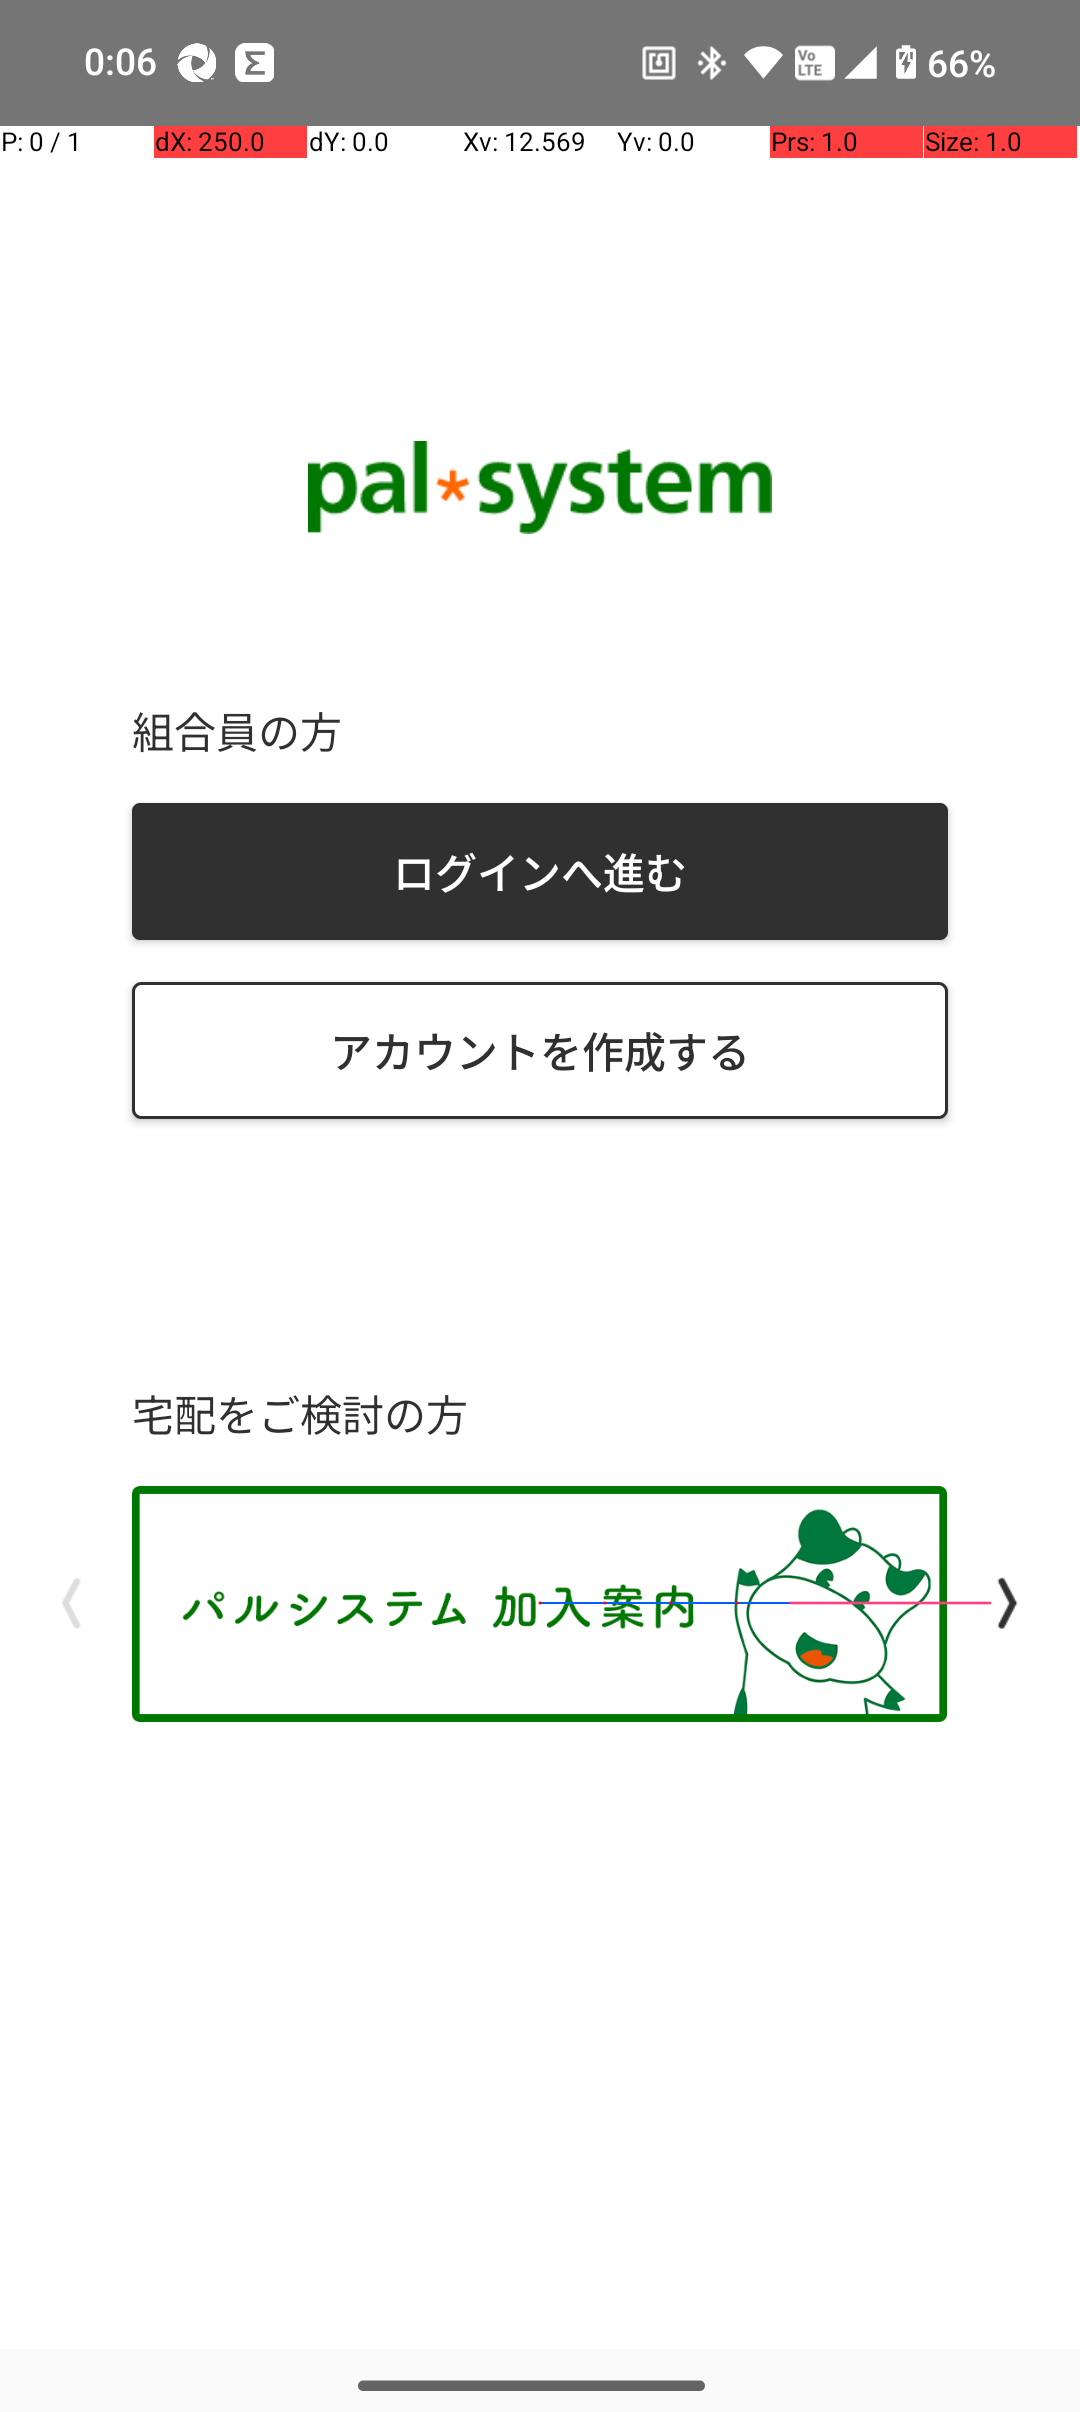 0:06 66%
P: 0 / 1 dX: 250.0 dY: 0.0 Xv: 12.569 Yv: 0.0 Prs: 1.0 Size: 1.0
pal*system
組合員の方
ログインへ進む
アカウントを作成する
宅配をご検討の方
パルシステム 加入案内